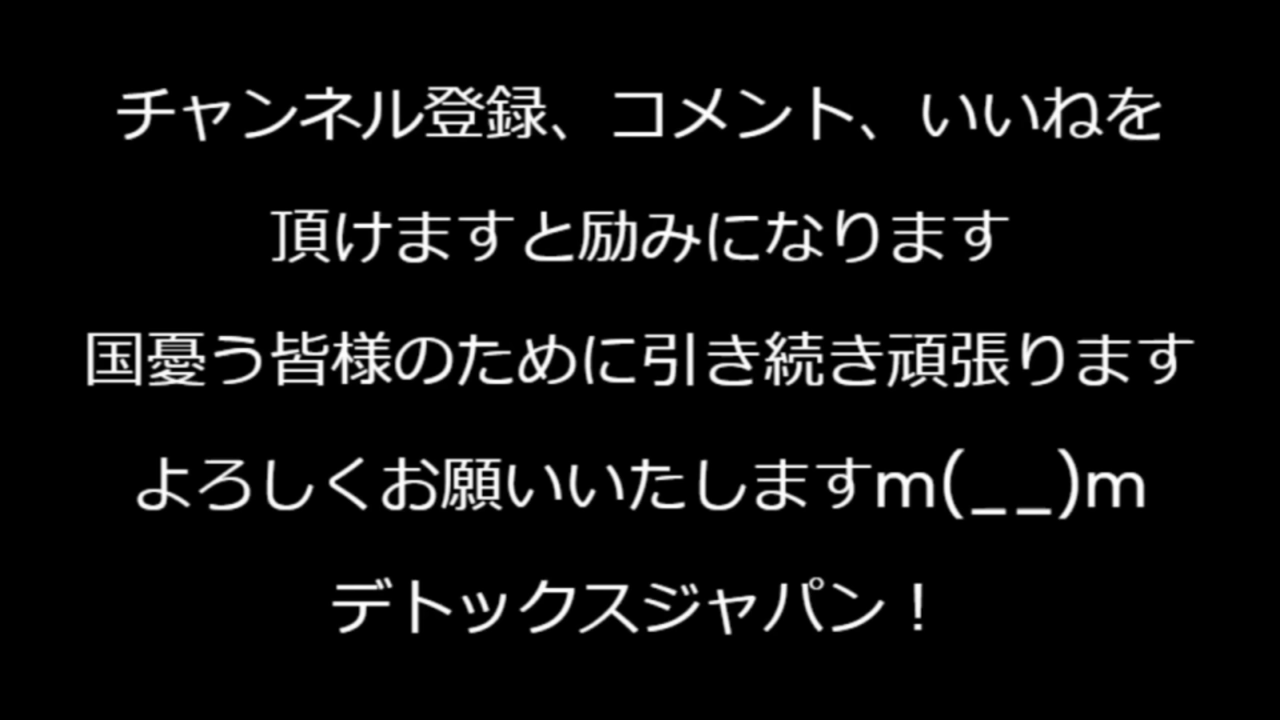 チャンネル登録、コメント、いいねを
頂けますと励みになります
国憂う皆様のために引き続き頑張ります
よろしくお願いいたしますm(__)m
デトックスジャパン！